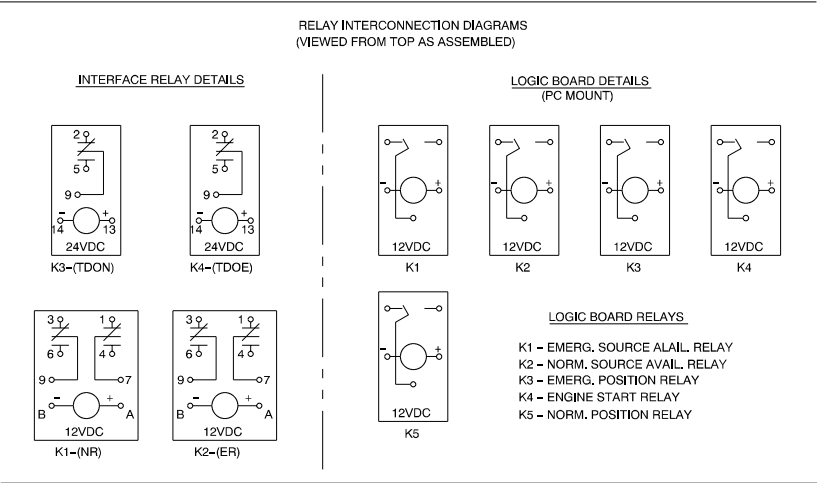 RELAY INTERCONNECTION DIAGRAMS
(VIEWED FROM TOP AS ASSEMBLED)
INTERFACE RELAY DETAILS
2
5
9
-
+
14
13
24VDC
K3-(TDON)
2
5
9
-
+
14
13
24VDC
K4-(TDOE)
3
1
6
4
9
7
-
+
B
A
12VDC
K1-(NR)
3
1
6
4
9
7
-
+
B
A
12VDC
K2-(ER)
LOGIC BOARD DETAILS
(PC MOUNT)
-
+
12VDC
K1
-
+
12VDC
K2
-
+
12VDC
K3
-
+
12VDC
K4
-
+
12VDC
K5
LOGIC BOARD RELAYS
K1 - EMERG. SOURCE ALAIL. RELAY
K2 - NORM. SOURCE AVAIL. RELAY
K3 - EMERG. POSITION RELAY
K4 - ENGINE START RELAY
K5 - NORM. POSITION RELAY